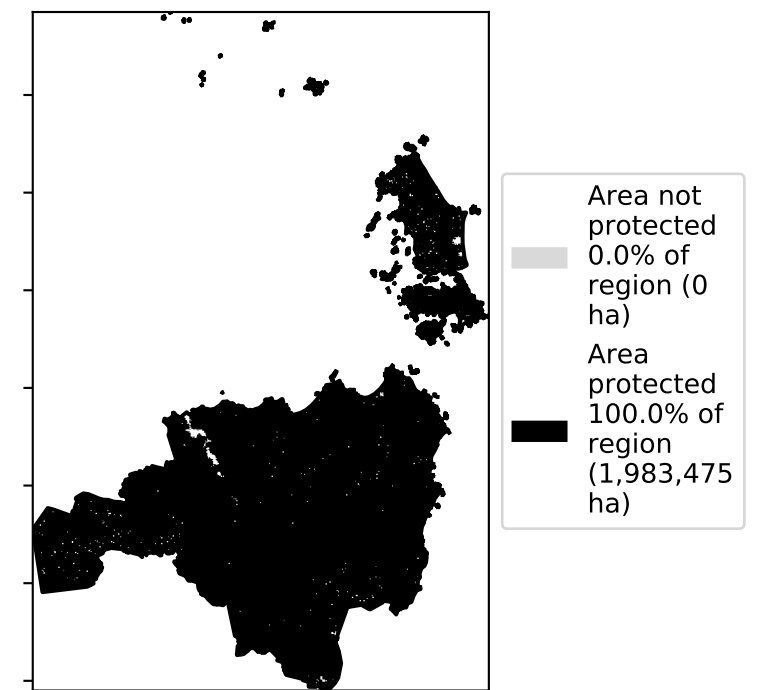 Area not
protected
0.0% of
region (0
ha)
Area
protected
100.0% of
region
(1,983,475
ha)